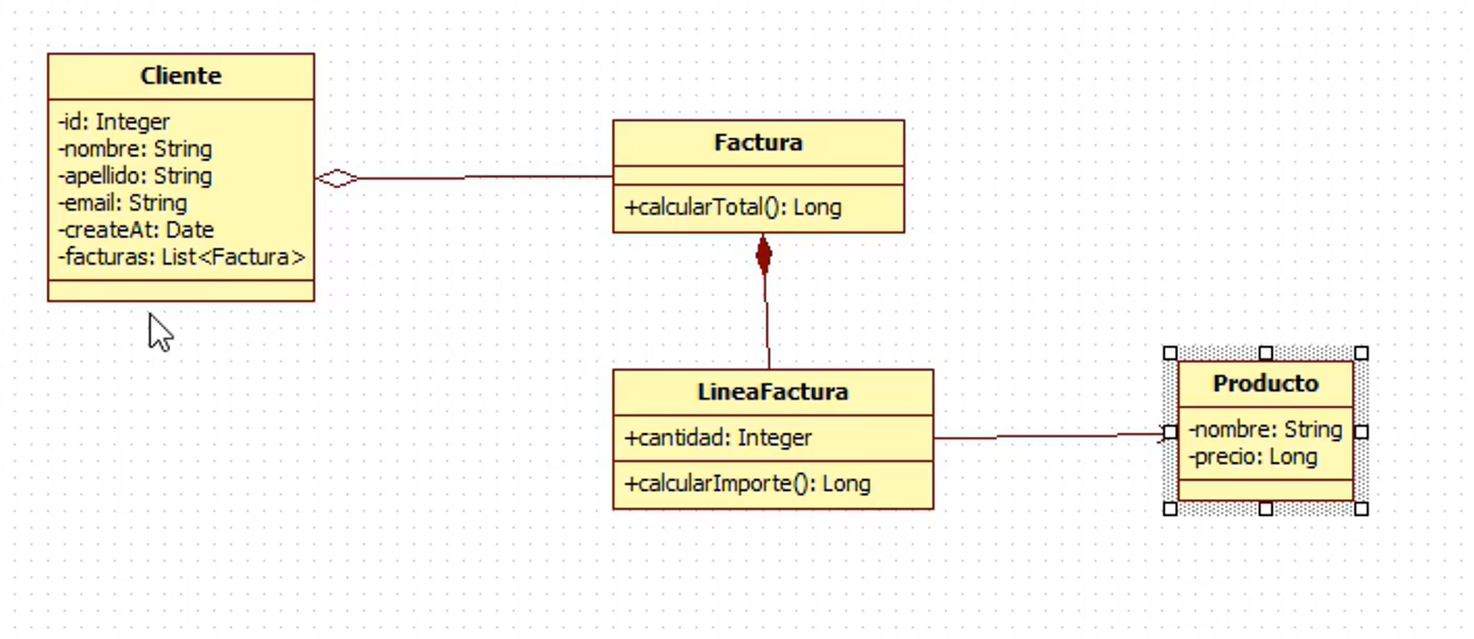 Cliente
-id: Integer
-nombre: String
-apellido: String
-email: String
-createAt: Date
-facturas: List<Factura>
Factura
+calcularTotal(): Long
LineaFactura
+cantidad: Integer
+calcularImporte(): Long
Producto
-nombre: String
-precio: Long